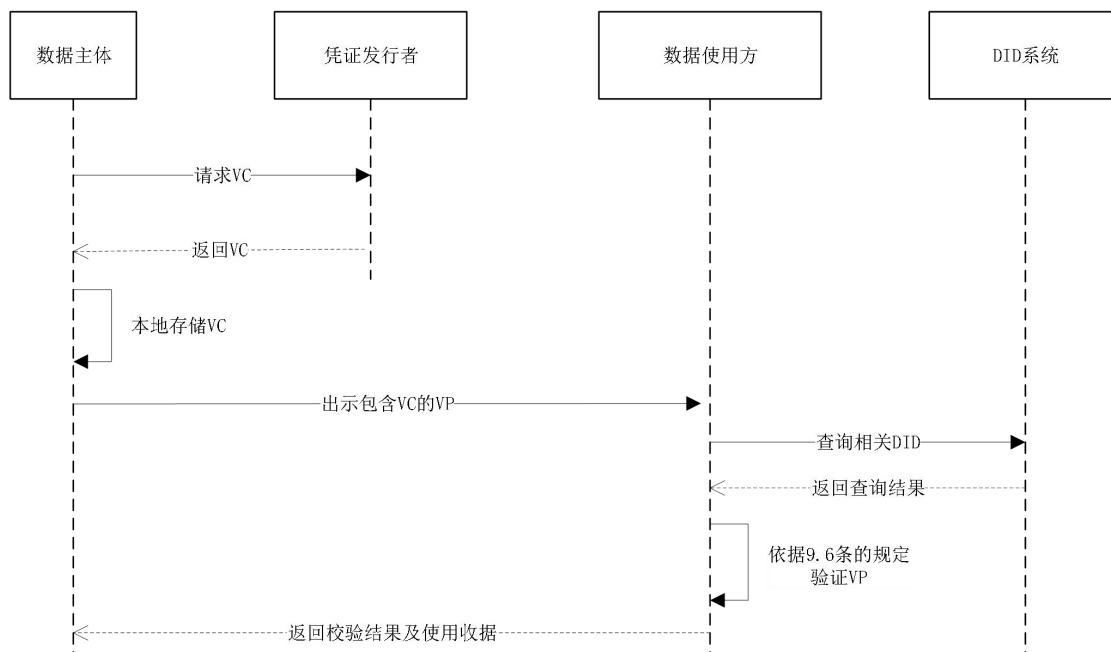 数据主体
凭证发行者
数据使用方
DID系统
请求VC
返回VC
本地存储VC
出示包含VC的VP
查询相关DID
返回查询结果
依据9.6条的规定
验证VP
返回校验结果及使用收据